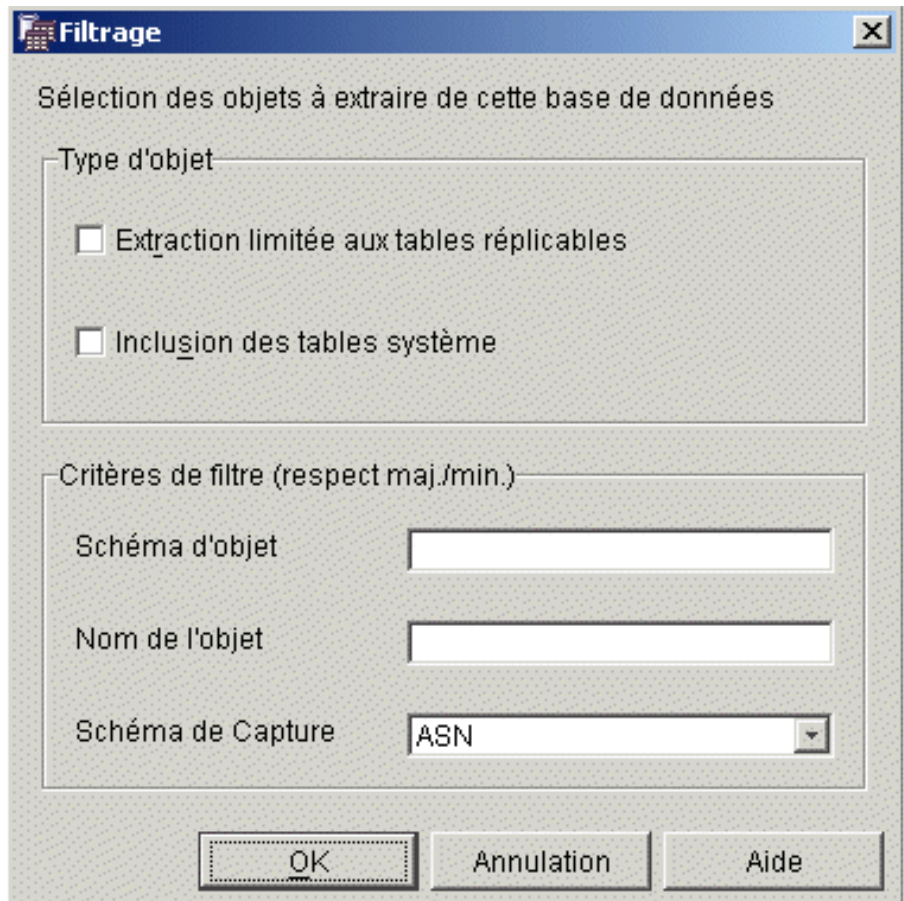 Filtrage
Sélection des objets à extraire de cette base de données
Type d'objet
Extraction limitée aux tables réplicables
Inclusion des tables système
Critères de filtre (respect maj./min.)
Schéma d'objet
Nom de l'objet
Schéma de Capture ASN
OK Annulation Aide